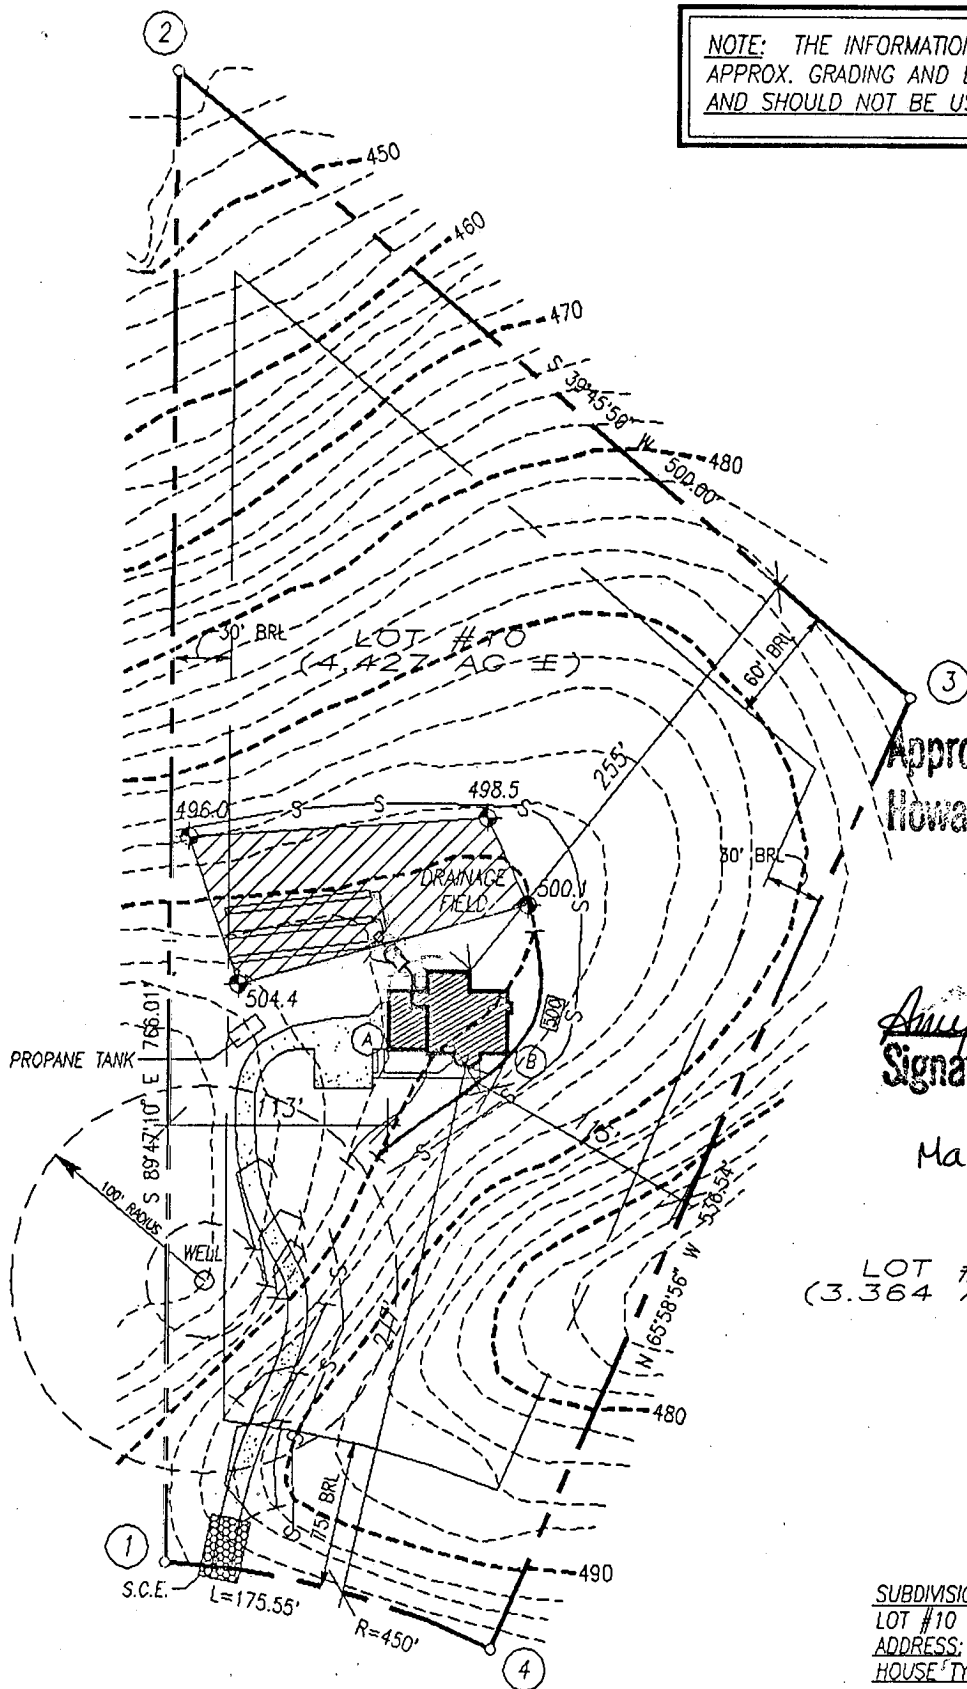 2
NOTE: THE INFORMATION
APPROX. GRADING AND
AND SHOULD NOT BE
450
460
470
S 39°45'50" W
500.00'
480
30' BRL
LOT #10
(4.427 AC ±)
60' BRL
3
255'
Appro
Howa
496.0
498.5
30' BRL
DRAINAGE
FIELD
500.1
504.4
500
A
B
PROPANE TANK
S 89°47'10" E 766.01'
113'
115'
Signa
Ma
100' RADIUS
WELL
N 65°58'56" W 536.54'
LOT #
(3.364
217'
480
75' BRL
1
S.C.E.
L=175.55'
R=450'
490
4
SUBDIVISIO
LOT #10
ADDRESS:
HOUSE TY